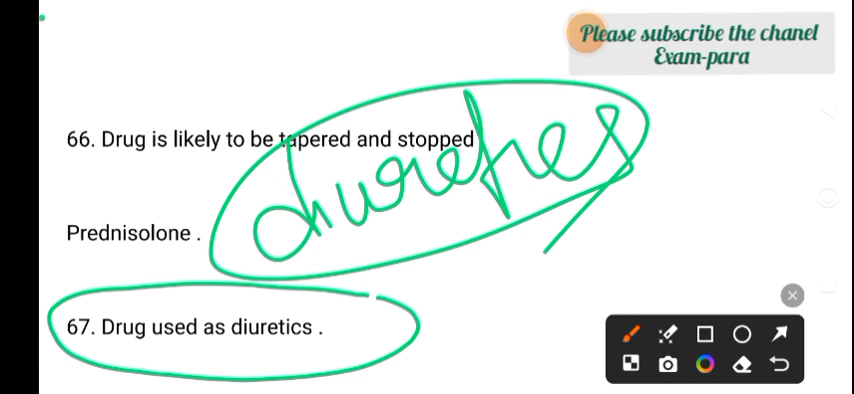 Please subscribe the chanel
Exam-para
66. Drug is likely to be tapered and stopped
diuretics
Prednisolone .
67. Drug used as diuretics .